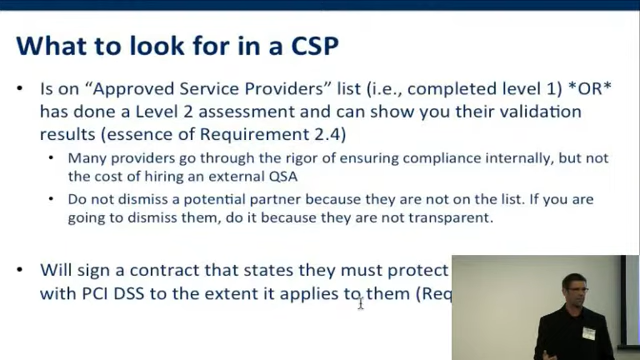 What to look for in a CSP
• Is on “Approved Service Providers” list (i.e., completed level 1) *OR*
has done a Level 2 assessment and can show you their validation
results (essence of Requirement 2.4)
• Many providers go through the rigor of ensuring compliance internally, but not
the cost of hiring an external QSA
• Do not dismiss a potential partner because they are not on the list. If you are
going to dismiss them, do it because they are not transparent.
• Will sign a contract that states they must protect
with PCI DSS to the extent it applies to them (Req